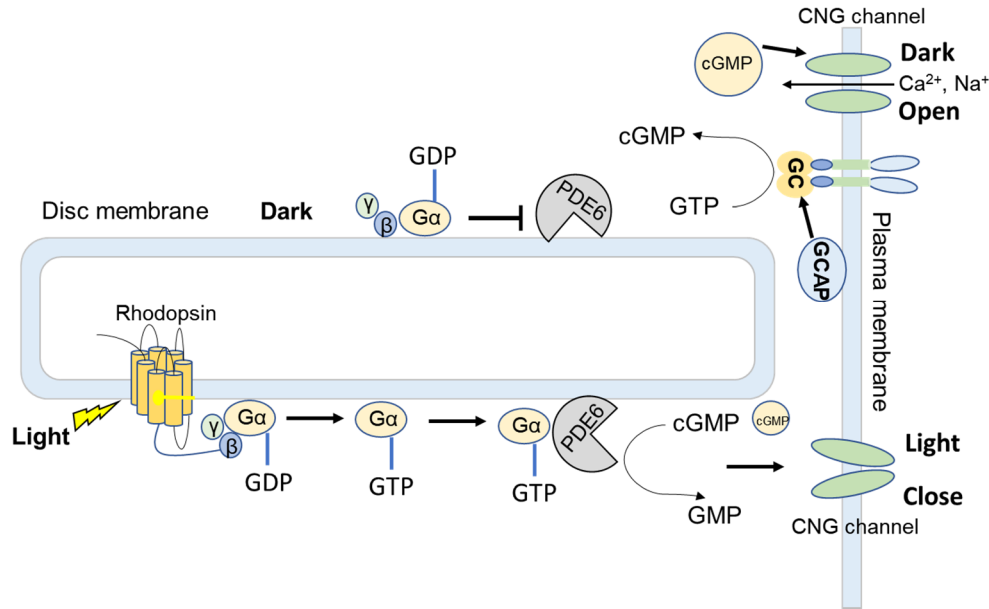 CNG channel
cGMP
Dark
Ca²⁺, Na⁺
Open
cGMP
GC
GTP
GCAP
Plasma membrane
GDP
Disc membrane
Dark
γ
β
Gα
PDE6
Rhodopsin
Light
γ
β
Gα
GDP
Gα
GTP
Gα
GTP
PDE6
cGMP
cGMP
GMP
Light
Close
CNG channel